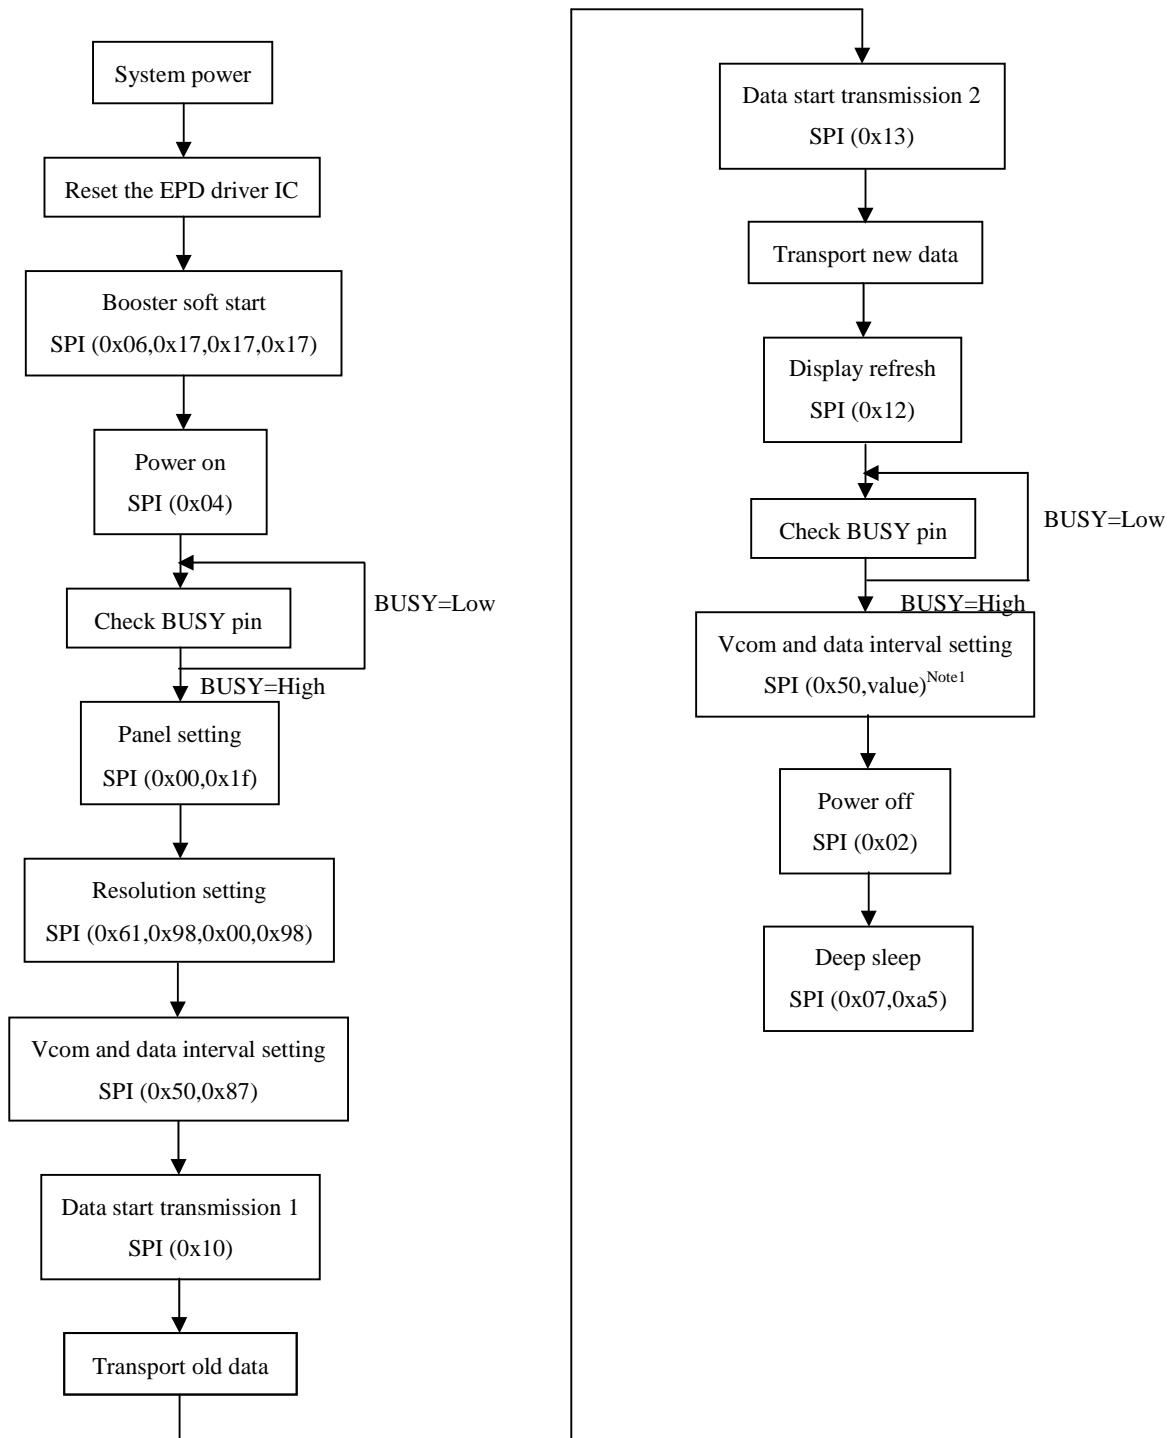 System power
Reset the EPD driver IC
Booster soft start
SPI (0x06,0x17,0x17,0x17)
Power on
SPI (0x04)
BUSY=Low
Check BUSY pin
BUSY=High
Panel setting
SPI (0x00,0x1f)
Resolution setting
SPI (0x61,0x98,0x00,0x98)
Vcom and data interval setting
SPI (0x50,0x87)
Data start transmission 1
SPI (0x10)
Transport old data
Data start transmission 2
SPI (0x13)
Transport new data
Display refresh
SPI (0x12)
BUSY=Low
Check BUSY pin
BUSY=High
Vcom and data interval setting
SPI (0x50,value)Note1
Power off
SPI (0x02)
Deep sleep
SPI (0x07,0xa5)